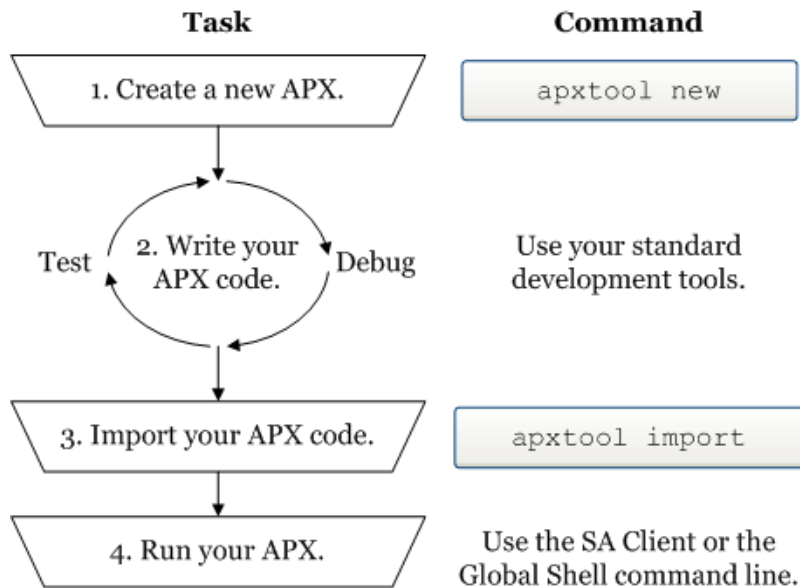 Task
Command
1. Create a new APX.
apxtool new
Test
2. Write your
APX code.
Debug
Use your standard
development tools.
3. Import your APX code.
apxtool import
4. Run your APX.
Use the SA Client or the
Global Shell command line.